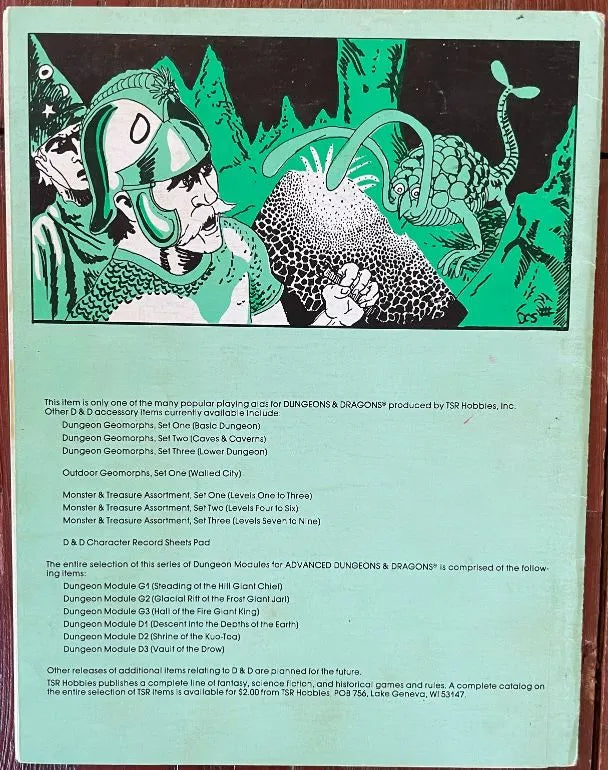 DCS
This item is only one of the many popular playing aids for DUNGEONS & DRAGONS® produced by TSR Hobbies, Inc.
Other D & D accessory items currently available include:
Dungeon Geomorphs, Set One (Basic Dungeon)
Dungeon Geomorphs, Set Two (Caves & Caverns)
Dungeon Geomorphs, Set Three (Lower Dungeon)
Outdoor Geomorphs, Set One (Walled City)
Monster & Treasure Assortment, Set One (Levels One to Three)
Monster & Treasure Assortment, Set Two (Levels Four to Six)
Monster & Treasure Assortment, Set Three (Levels Seven to Nine)
D & D Character Record Sheets Pad
The entire selection of this series of Dungeon Modules for ADVANCED DUNGEONS & DRAGONS® is comprised of the follow-
ing items:
Dungeon Module G1 (Steading of the Hill Giant Chief)
Dungeon Module G2 (Glacial Rift of the Frost Giant Jarl)
Dungeon Module G3 (Hall of the Fire Giant King)
Dungeon Module D1 (Descent Into the Depths of the Earth)
Dungeon Module D2 (Shrine of the Kuo-Toa)
Dungeon Module D3 (Vault of the Drow)
Other releases of additional items relating to D & D are planned for the future.
TSR Hobbies publishes a complete line of fantasy, science fiction, and historical games and rules. A complete catalog on
the entire selection of TSR items is available for $2.00 from TSR Hobbies, POB 756, Lake Geneva, WI 53147.